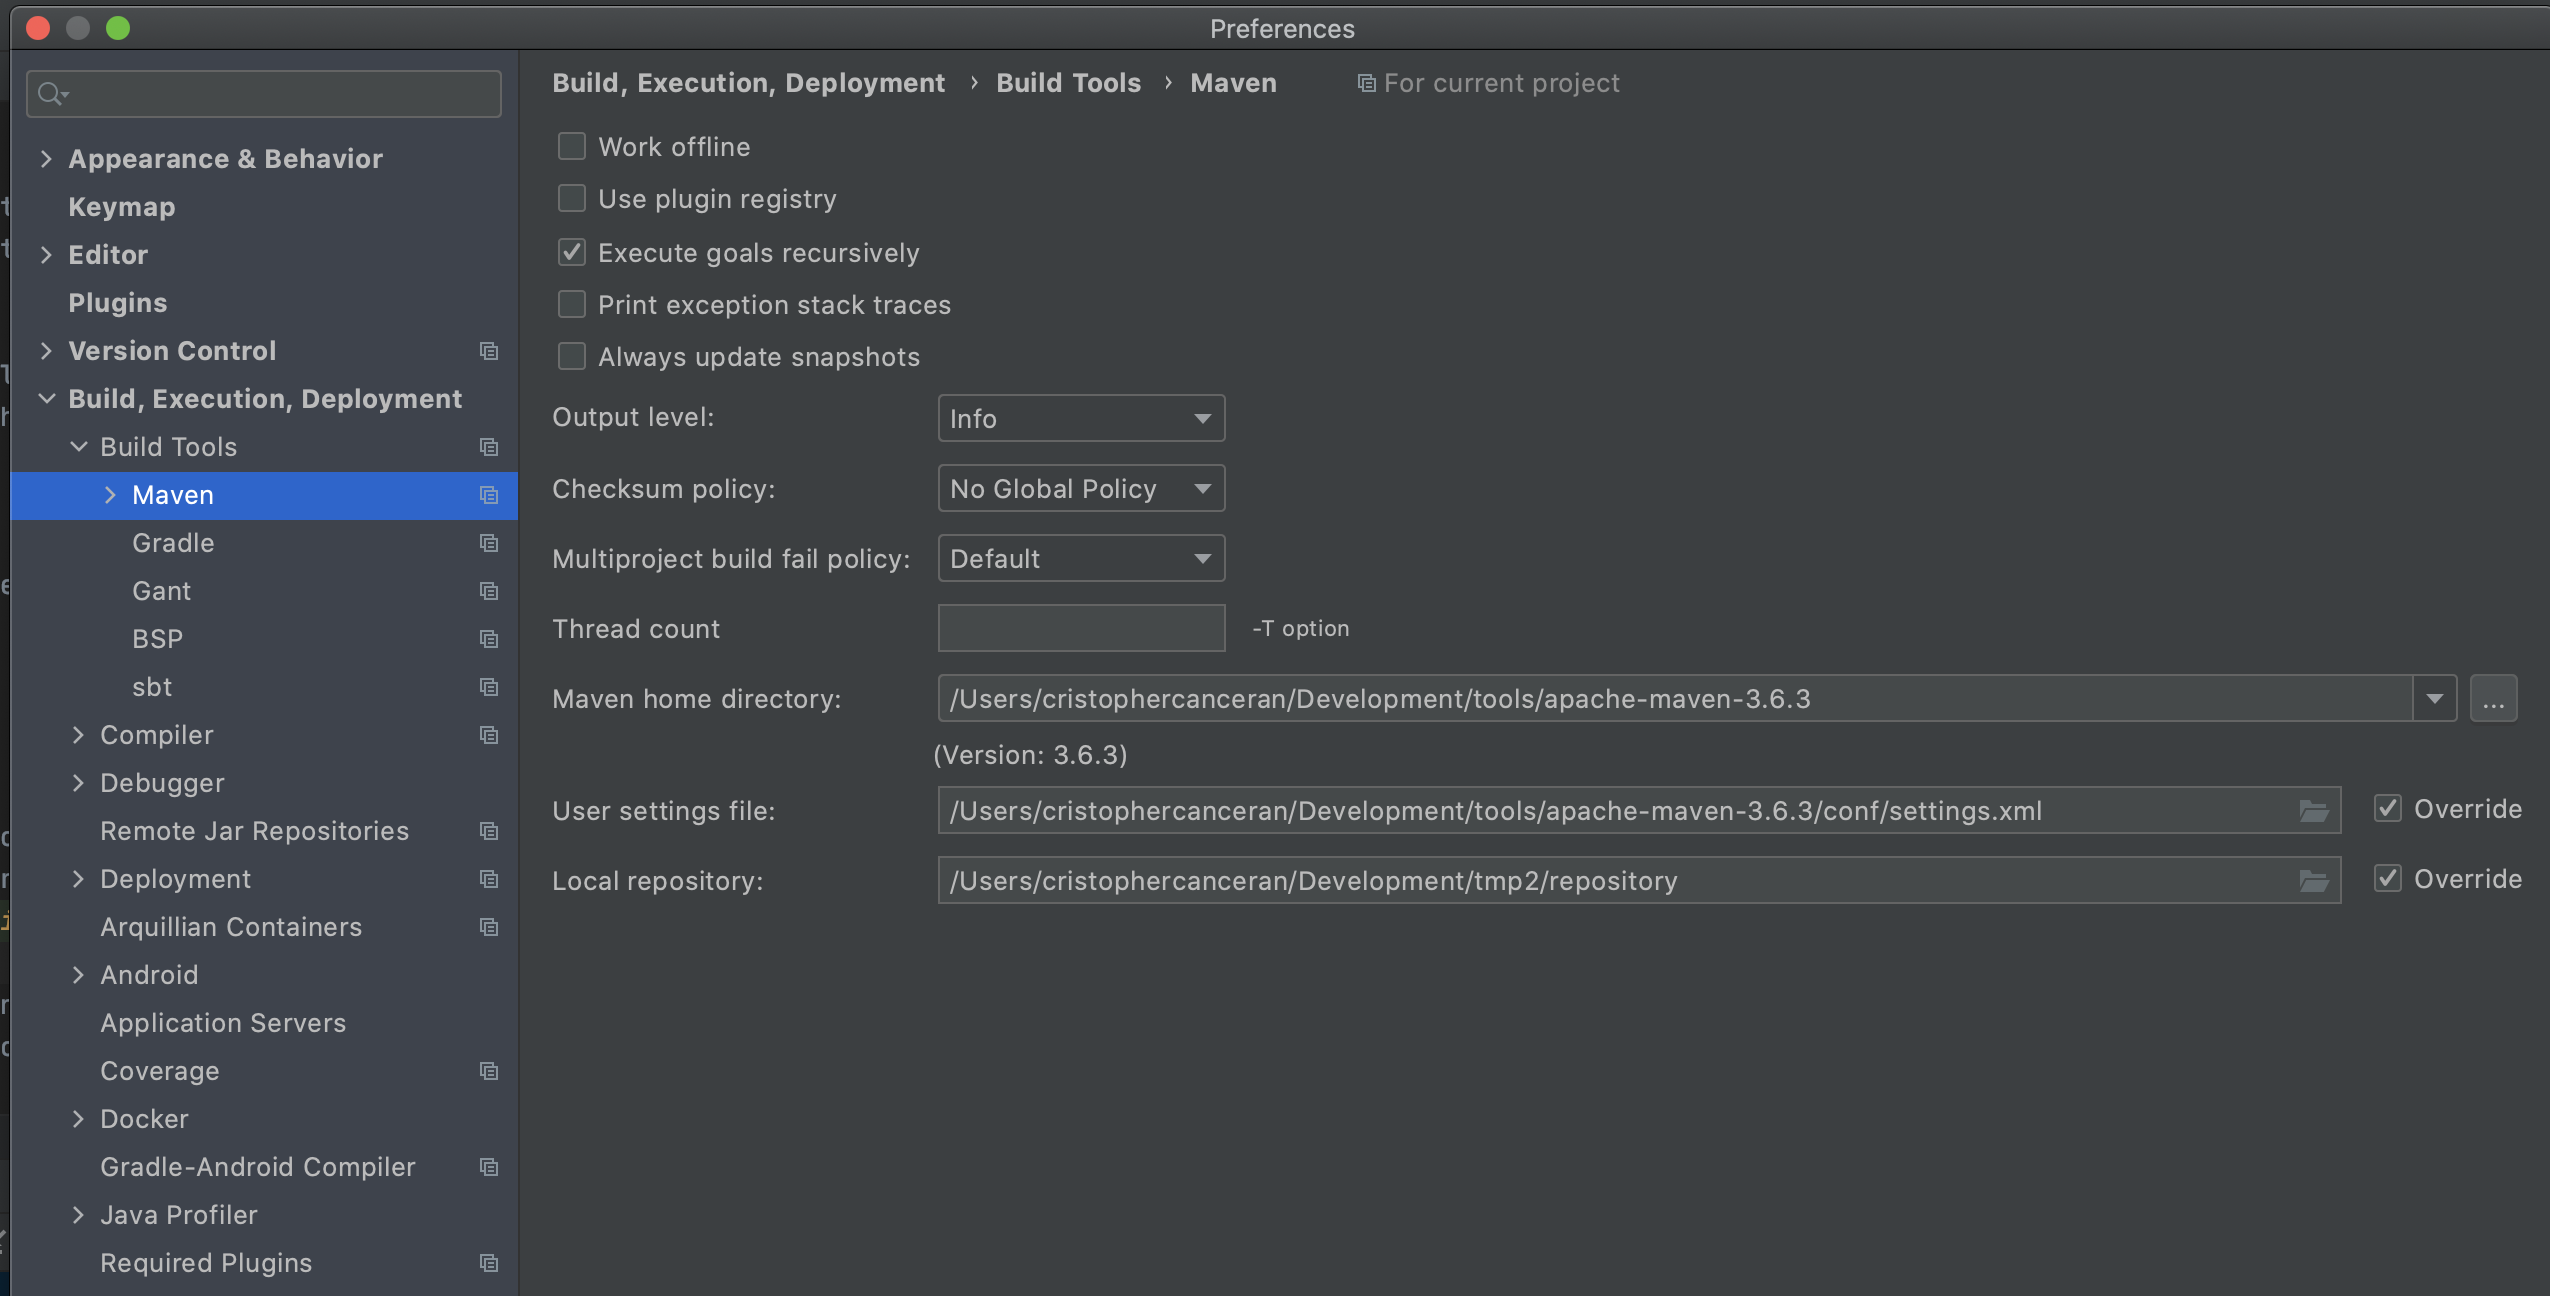 Preferences
Build, Execution, Deployment › Build Tools › Maven For current project
Appearance & Behavior
Keymap
Editor
Plugins
Version Control
Build, Execution, Deployment
Build Tools
Maven
Gradle
Gant
BSP
sbt
Compiler
Debugger
Remote Jar Repositories
Deployment
Arquillian Containers
Android
Application Servers
Coverage
Docker
Gradle-Android Compiler
Java Profiler
Required Plugins
Work offline
Use plugin registry
Execute goals recursively
Print exception stack traces
Always update snapshots
Output level: Info
Checksum policy: No Global Policy
Multiproject build fail policy: Default
Thread count -T option
Maven home directory: /Users/cristophercanceran/Development/tools/apache-maven-3.6.3 ...
(Version: 3.6.3)
User settings file: /Users/cristophercanceran/Development/tools/apache-maven-3.6.3/conf/settings.xml Override
Local repository: /Users/cristophercanceran/Development/tmp2/repository Override